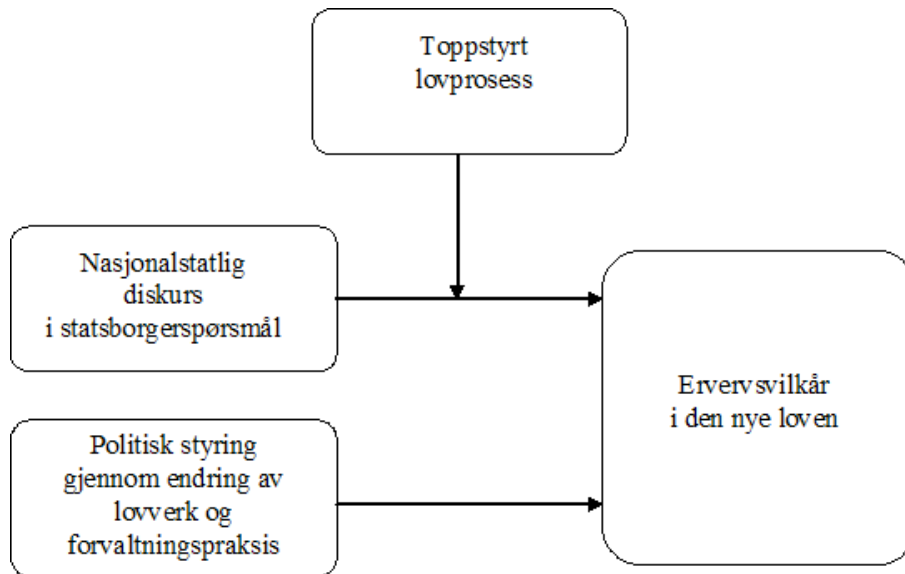 Toppstyrt
lovprosess
Nasjonalstatlig
diskurs
i statsborgerspørsmål
Politisk styring
gjennom endring av
lovverk og
forvaltningspraksis
Ervervsvilkår
i den nye loven